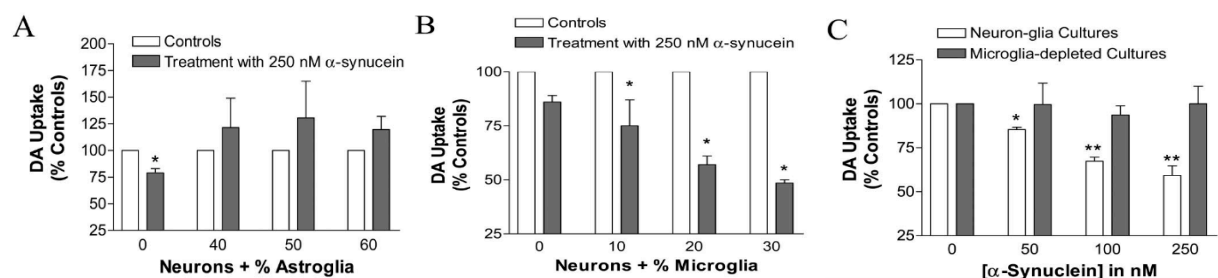 A
DA Uptake
(% Controls)
200
175
150
125
100
75
50
25
Controls
Treatment with 250 nM α-synucein
*
0 40 50 60
Neurons + % Astroglia
B
DA Uptake
(% Controls)
Controls
Treatment with 250 nM α-synucein
100
75
50
25
*
*
*
0 10 20 30
Neurons + % Microglia
C
DA Uptake
(% Controls)
Neuron-glia Cultures
Microglia-depleted Cultures
125
100
75
50
25
*
**
**
0 50 100 250
[α-Synuclein] in nM